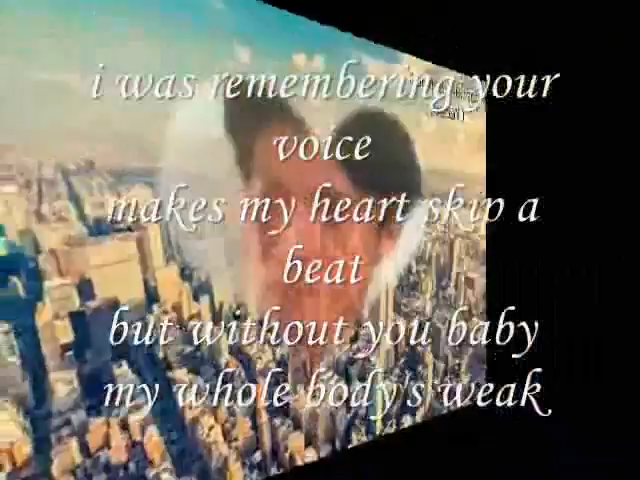 i was remembering your
voice
makes my heart skip a
beat
but without you baby
my whole body's weak